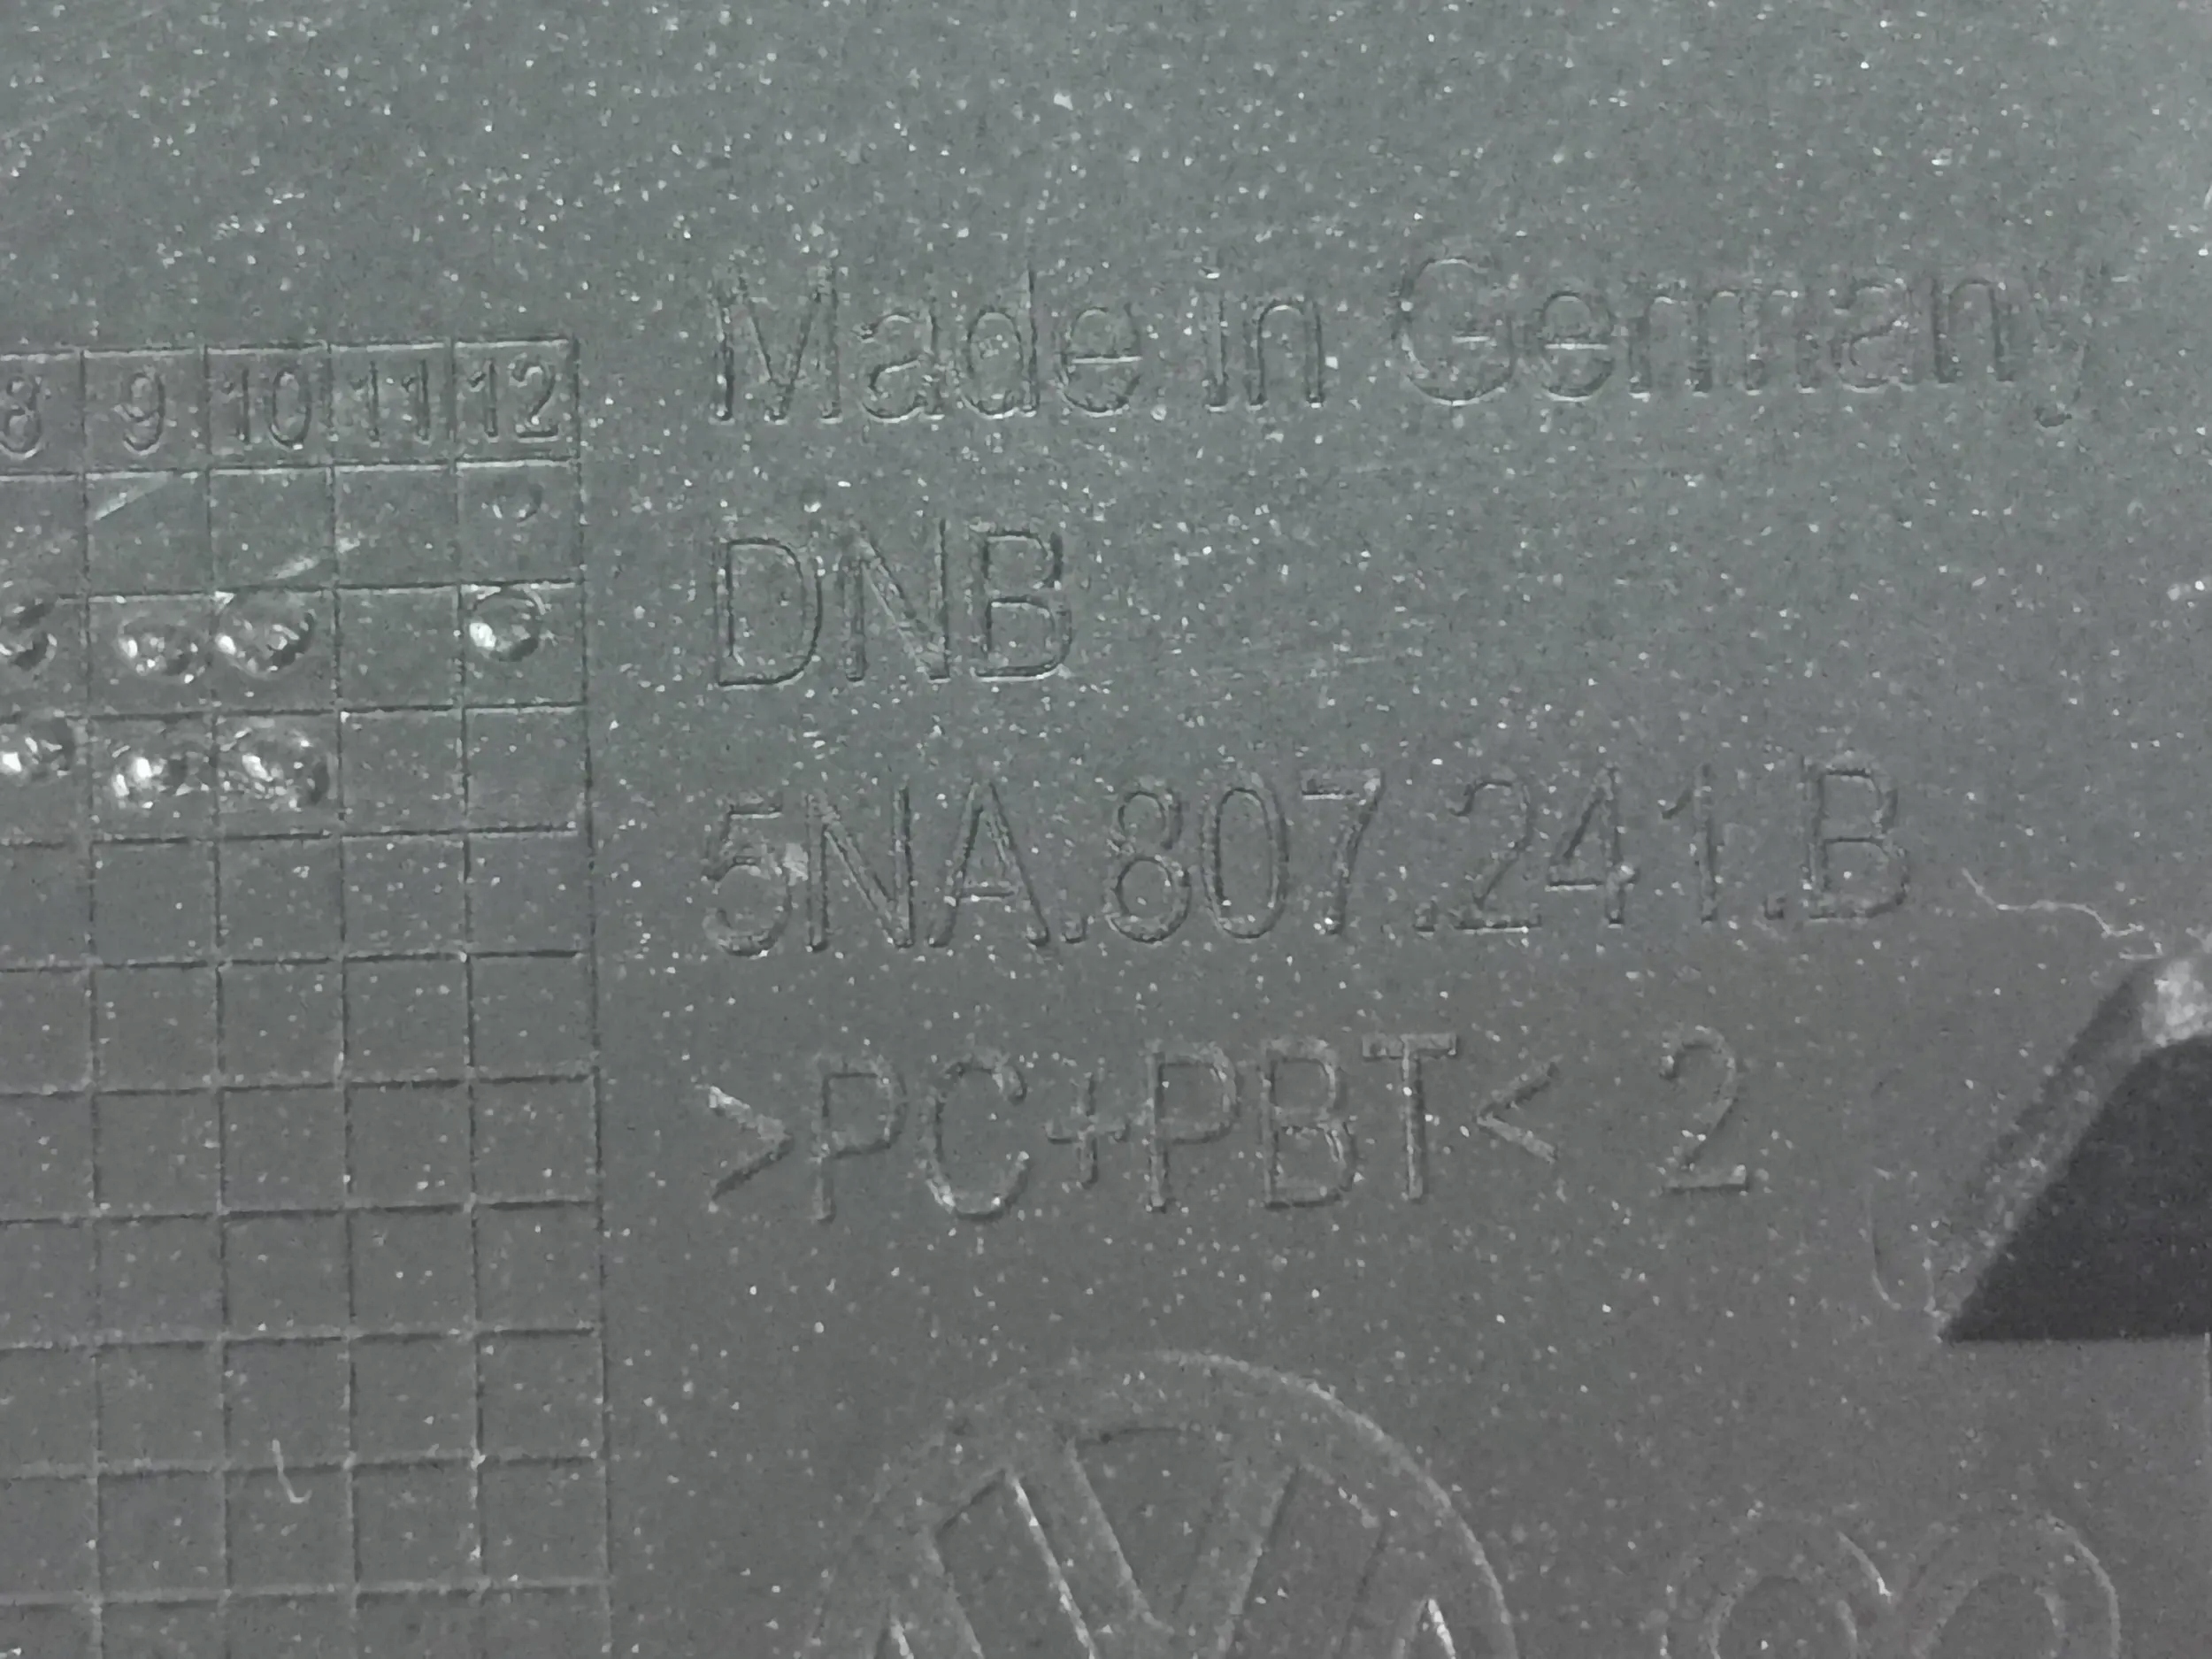 8 9 10 11 12
Made in Germany
DNB
5NA.807.241.B
>PC+PBT< 2